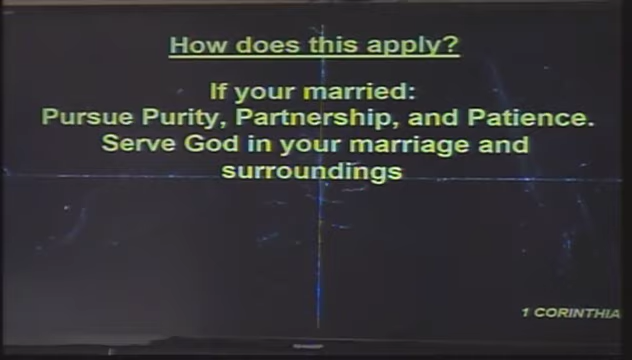 How does this apply?
If your married:
Pursue Purity, Partnership, and Patience.
Serve God in your marriage and
surroundings
1 CORINTHIA